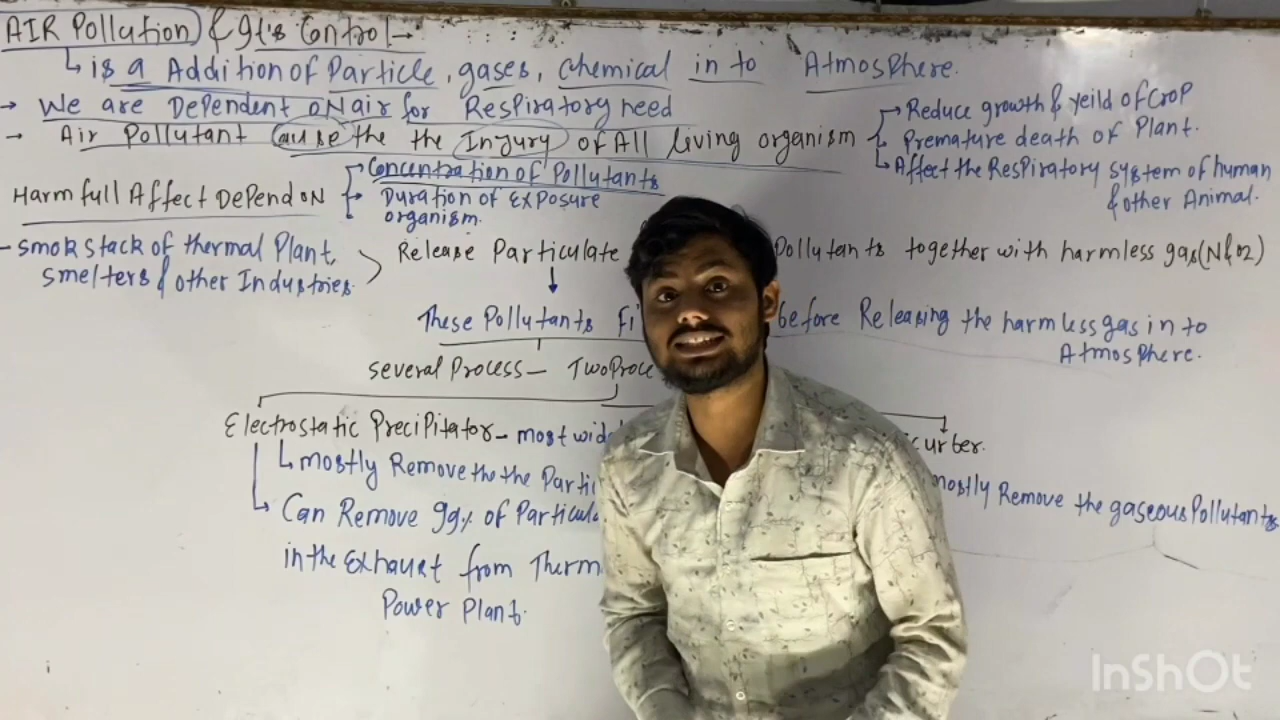 AIR Pollution & It's Control →
is a Addition of Particle, gases, chemical in to Atmosphere.
→ We are Dependent on air for Respiratory need
→ Air Pollutant cause the the Injury of All living organism
→ Reduce growth & yeild of crop
Premature death of Plant.
→ Affect the Respiratory system of human
& other Animal.
Harmfull Affect Depend on
Concentration of Pollutants
Duration of Exposure
organism.
- smok stack of thermal Plant,
smelters & other Industries.
Release Particulate Pollutants together with harmless gas (N & O2)
These Pollutants before Releasing the harmless gas in to
Atmosphere.
several Process - Two
Electrostatic Precipitator - most
mostly Remove the the
Can Remove 99% of
in the Exhaust from
Power Plant.
mostly Remove the gaseous Pollutants
InShOt